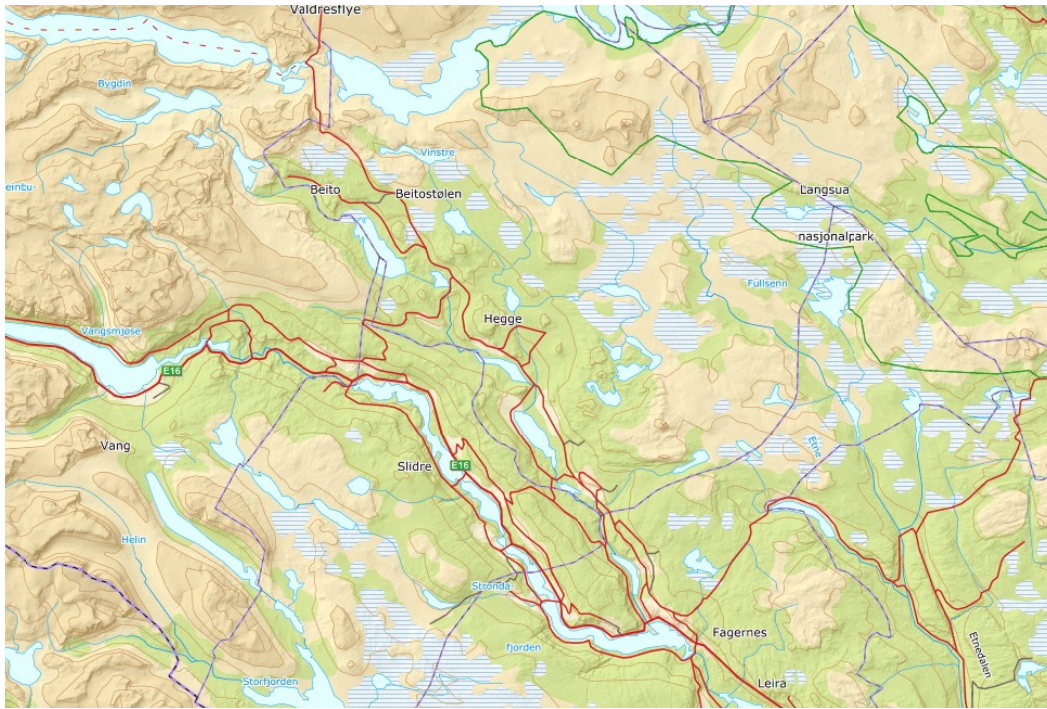 Valdresflye
Bygdin
Vinstre
Beito
Beitostølen
Langsua
nasjonalpark
Fullsenn
Hegge
Vangsmjøse
E16
Vang
Slidre
E16
Etne
Helin
Stronda
fjorden
Fagernes
Etnedalen
Storfjorden
Leira